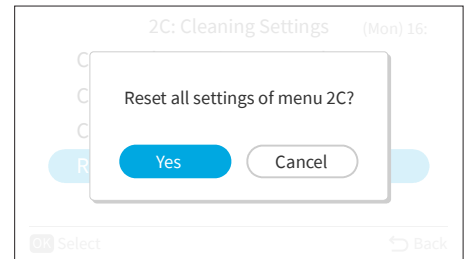 2C: Cleaning Settings (Mon) 16:
C
C
C
R
Reset all settings of menu 2C?
Yes Cancel
OK Select Back